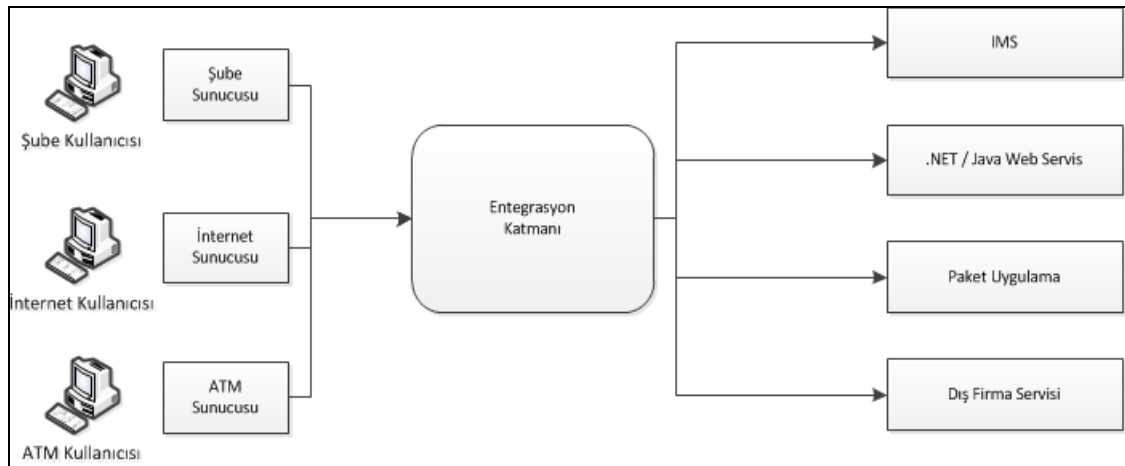 Şube
Sunucusu
Şube Kullanıcısı
İnternet
Sunucusu
İnternet Kullanıcısı
ATM
Sunucusu
ATM Kullanıcısı
Entegrasyon
Katmanı
IMS
.NET / Java Web Servis
Paket Uygulama
Dış Firma Servisi